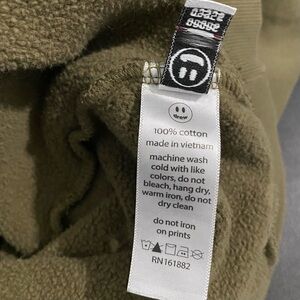 drew
100% cotton
made in vietnam
machine wash
cold with like
colors, do not
bleach, hang dry,
warm iron, do not
dry clean
do not iron
on prints
RN161882